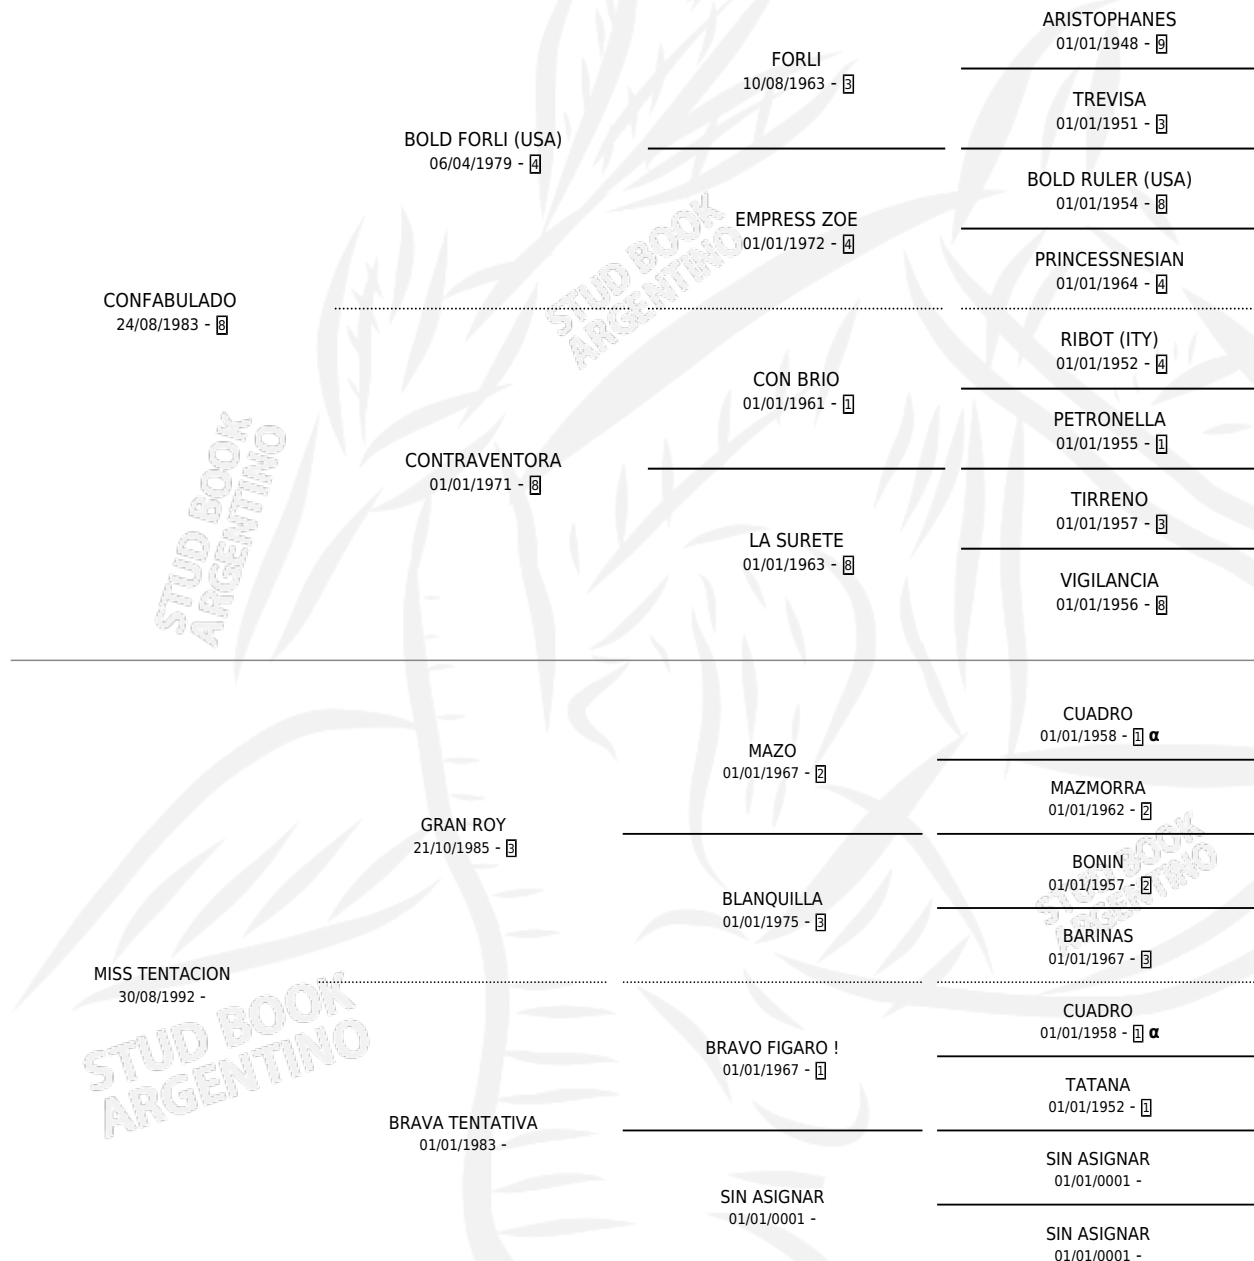 ARISTOPHANES
01/01/1948 - 9
FORLI
10/08/1963 - 3
TREVISA
01/01/1951 - 3
BOLD FORLI (USA)
06/04/1979 - 4
BOLD RULER (USA)
01/01/1954 - 8
EMPRESS ZOE
01/01/1972 - 4
PRINCESSNESIAN
01/01/1964 - 4
CONFABULADO
24/08/1983 - 8
STUD BOOK
ARGENTINO
RIBOT (ITY)
01/01/1952 - 4
CON BRIO
01/01/1961 - 1
PETRONELLA
01/01/1955 - 1
CONTRAVENTORA
01/01/1971 - 8
TIRRENO
01/01/1957 - 3
LA SURETE
01/01/1963 - 8
VIGILANCIA
01/01/1956 - 8
STUD BOOK
ARGENTINO
CUADRO
01/01/1958 - 1 α
MAZO
01/01/1967 - 2
MAZMORRA
01/01/1962 - 2
GRAN ROY
21/10/1985 - 3
BONIN
01/01/1957 - 2
BLANQUILLA
01/01/1975 - 3
BARINAS
01/01/1967 - 3
STUD BOOK
ARGENTINO
MISS TENTACION
30/08/1992 -
CUADRO
01/01/1958 - 1 α
BRAVO FIGARO !
01/01/1967 - 1
TATANA
01/01/1952 - 1
STUD BOOK
ARGENTINO
BRAVA TENTATIVA
01/01/1983 -
SIN ASIGNAR
01/01/0001 -
SIN ASIGNAR
01/01/0001 -
SIN ASIGNAR
01/01/0001 -